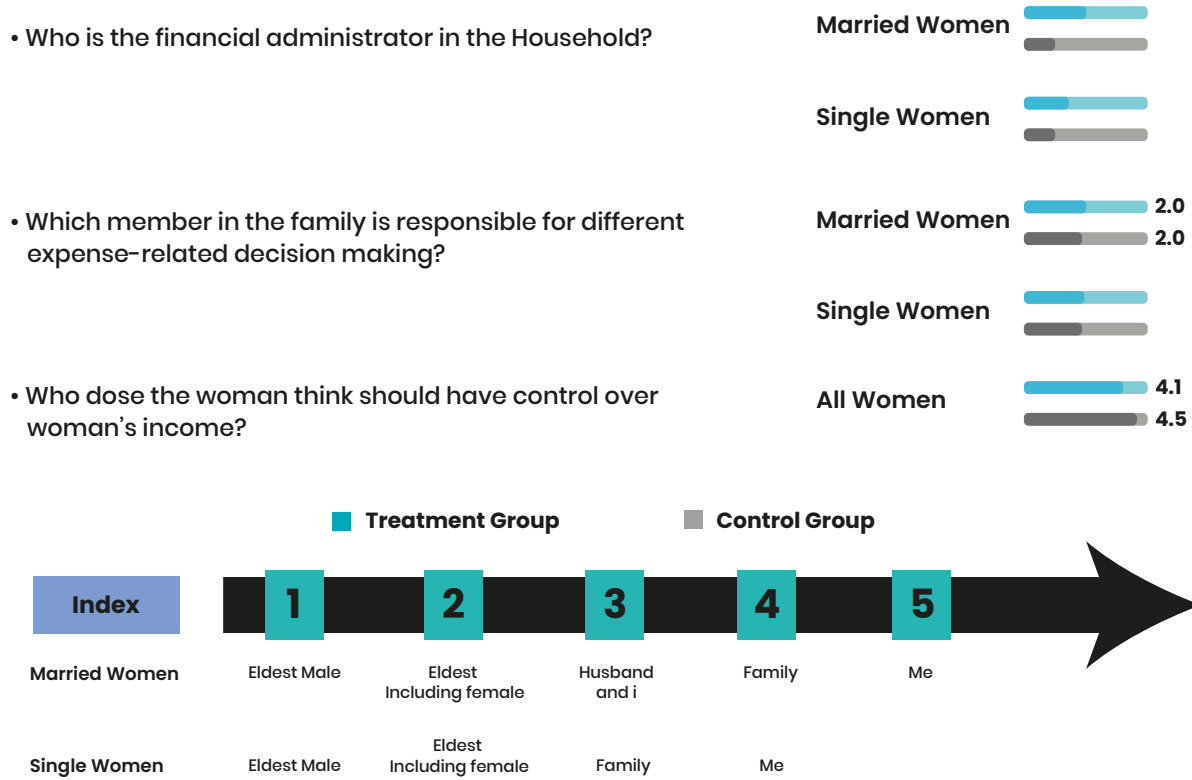 • Who is the financial administrator in the Household?
Married Women
Single Women
• Which member in the family is responsible for different
expense-related decision making?
Married Women
2.0
2.0
Single Women
• Who dose the woman think should have control over
woman's income?
All Women
4.1
4.5
Treatment Group
Control Group
Index
1
2
3
4
5
Married Women
Eldest Male
Eldest
Including female
Husband
and i
Family
Me
Single Women
Eldest Male
Eldest
Including female
Family
Me